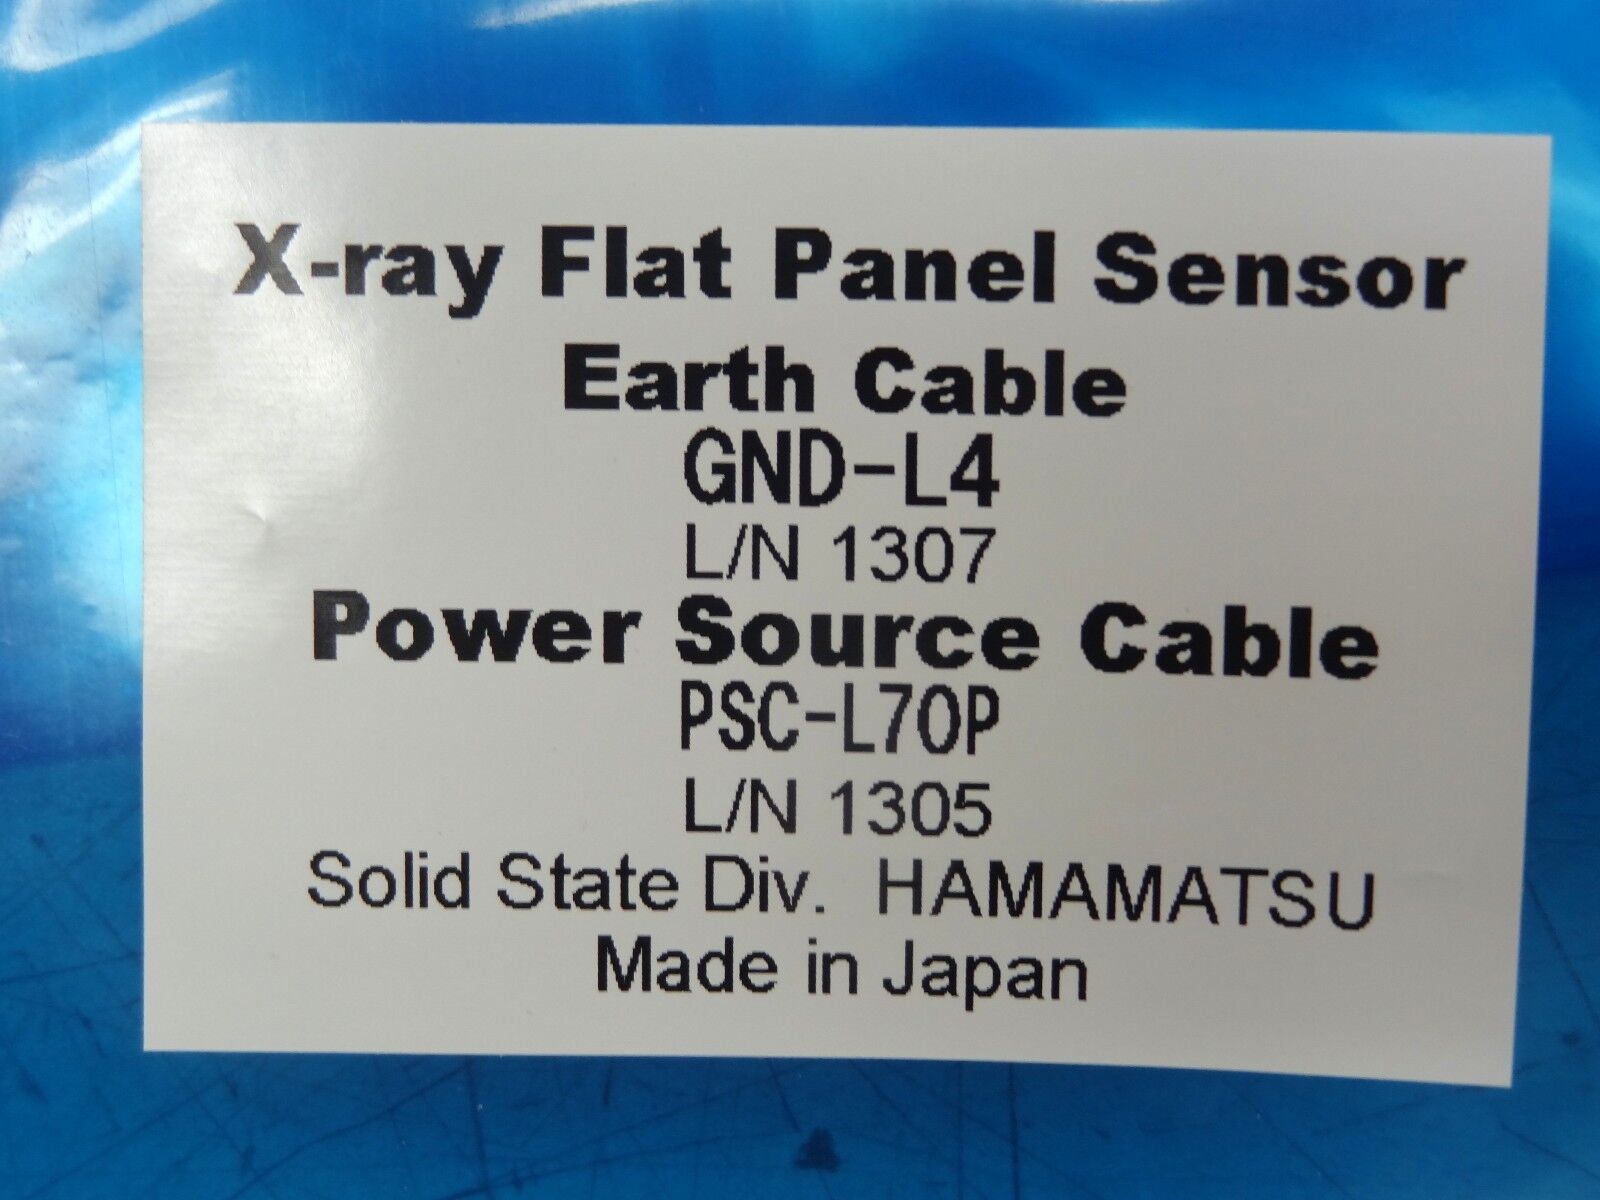 X-ray Flat Panel Sensor
Earth Cable
GND-L4
L/N 1307
Power Source Cable
PSC-L70P
L/N 1305
Solid State Div. HAMAMATSU
Made in Japan